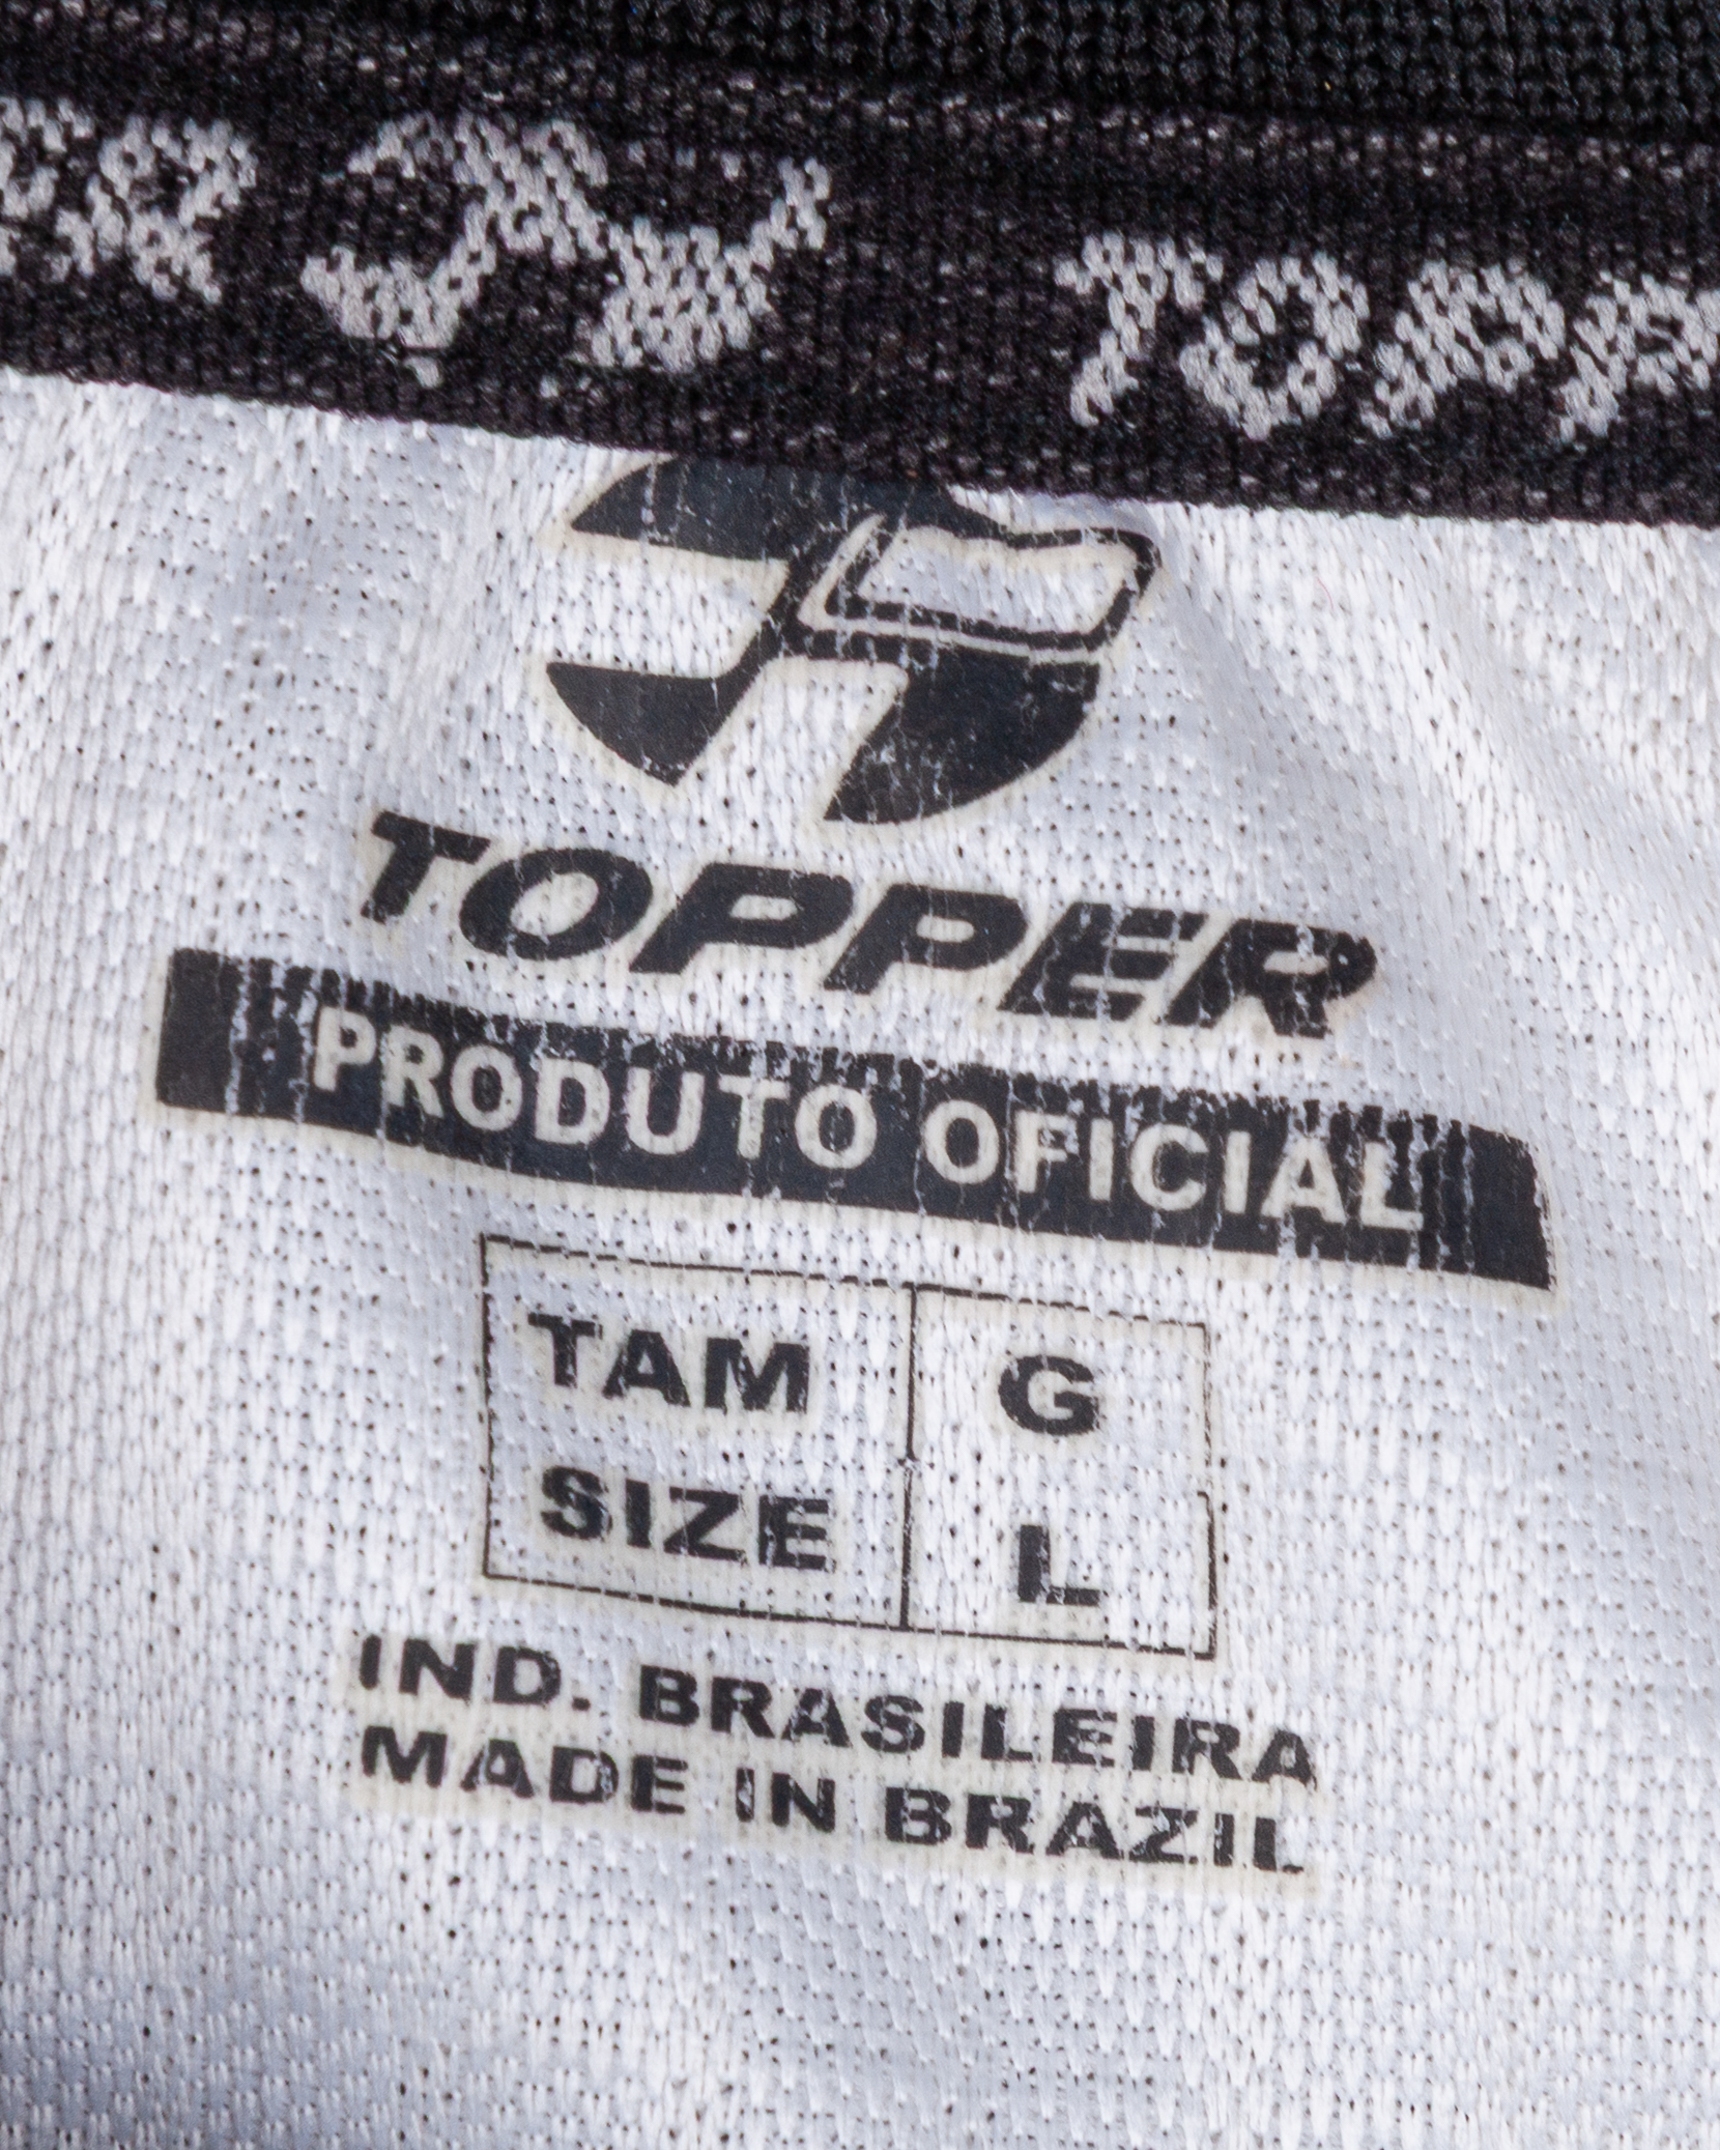 TOPPER
PRODUTO OFICIAL
TAM G
SIZE L
IND. BRASILEIRA
MADE IN BRAZIL